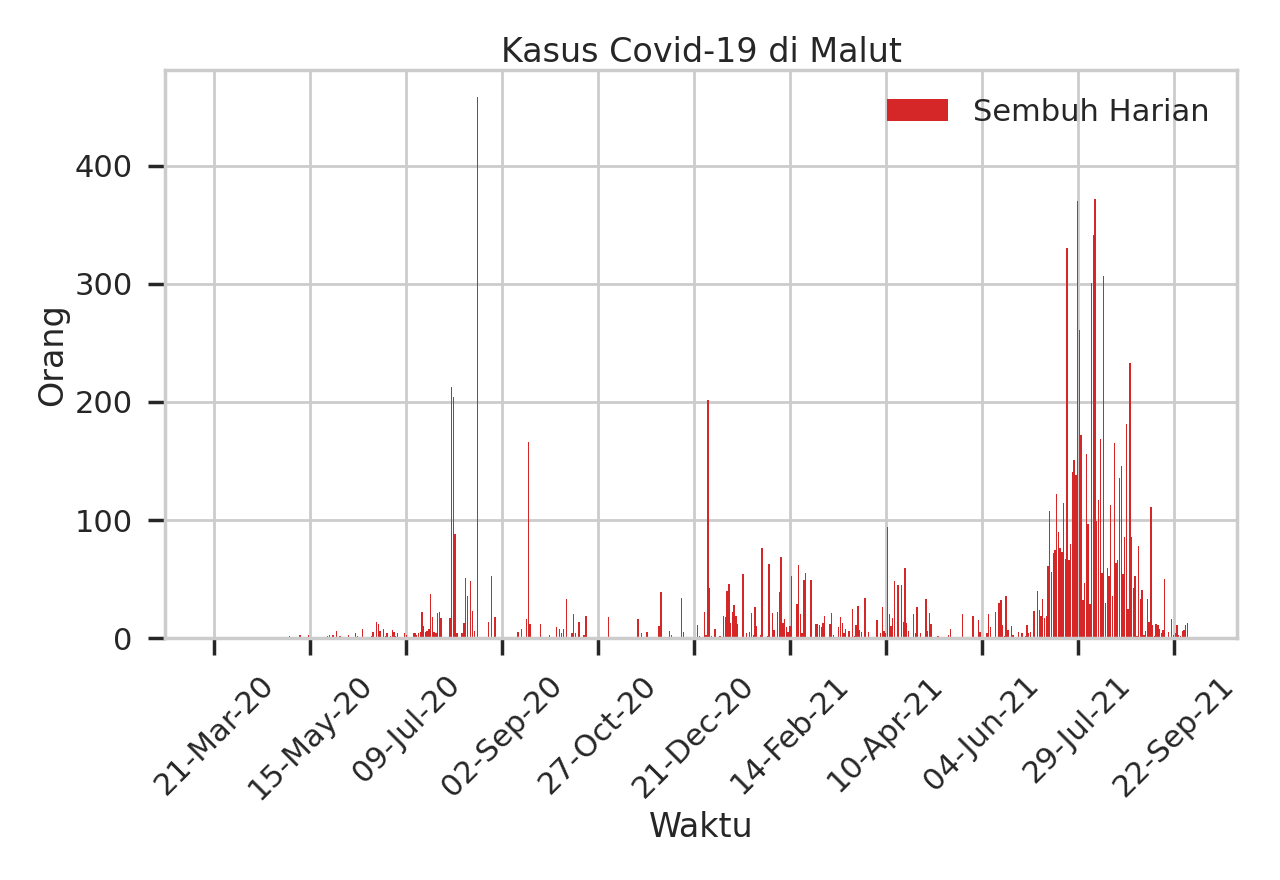 Kasus Covid-19 di Malut
Sembuh Harian
Orang
400
300
200
100
0
21-Mar-20
15-May-20
09-Jul-20
02-Sep-20
27-Oct-20
21-Dec-20
14-Feb-21
10-Apr-21
04-Jun-21
29-Jul-21
22-Sep-21
Waktu